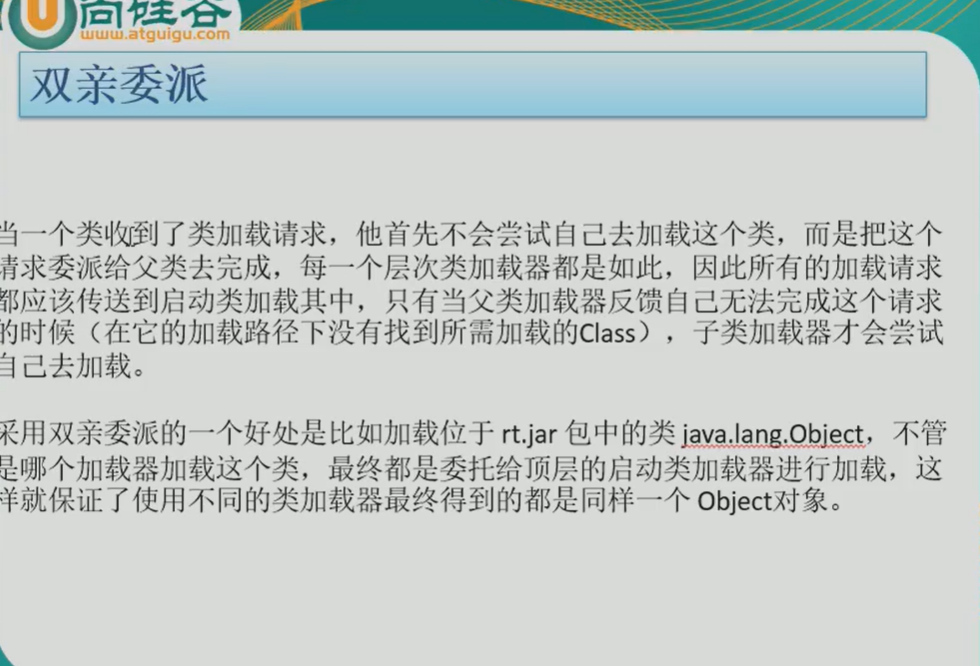 尚硅谷
www.atguigu.com
双亲委派
当一个类收到了类加载请求，他首先不会尝试自己去加载这个类，而是把这个
请求委派给父类去完成，每一个层次类加载器都是如此，因此所有的加载请求
都应该传送到启动类加载其中，只有当父类加载器反馈自己无法完成这个请求
的时候（在它的加载路径下没有找到所需加载的Class），子类加载器才会尝试
自己去加载。
采用双亲委派的一个好处是比如加载位于 rt.jar 包中的类 java.lang.Object，不管
是哪个加载器加载这个类，最终都是委托给顶层的启动类加载器进行加载，这
样就保证了使用不同的类加载器最终得到的都是同样一个 Object对象。